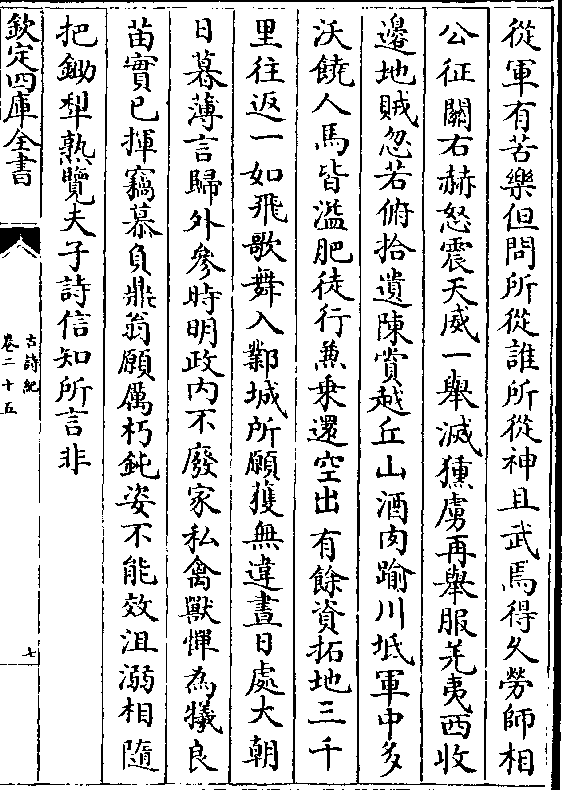 從軍有苦樂但問所從誰所從神且武焉得久勞師相
公征關右赫怒震天威一舉滅獯虜再舉服羌夷西收
邊地賊忽若俯拾遺陳賞越丘山酒肉踰川坻軍中多
沃饒人馬皆溢肥徒行兼乗還空出有餘資拓地三千
里往返一如飛歌舞入鄴城所願獲無違晝日處大朝
日暮薄言歸外參時明政内不廢家私禽獸憚為犧良
苗實已揮竊慕負鼎翁願厲朽鈍姿不能效沮溺相隨
把鋤犁熟覽夫子詩信知所言非
欽定四庫全書
古詩紀
卷二十五
七